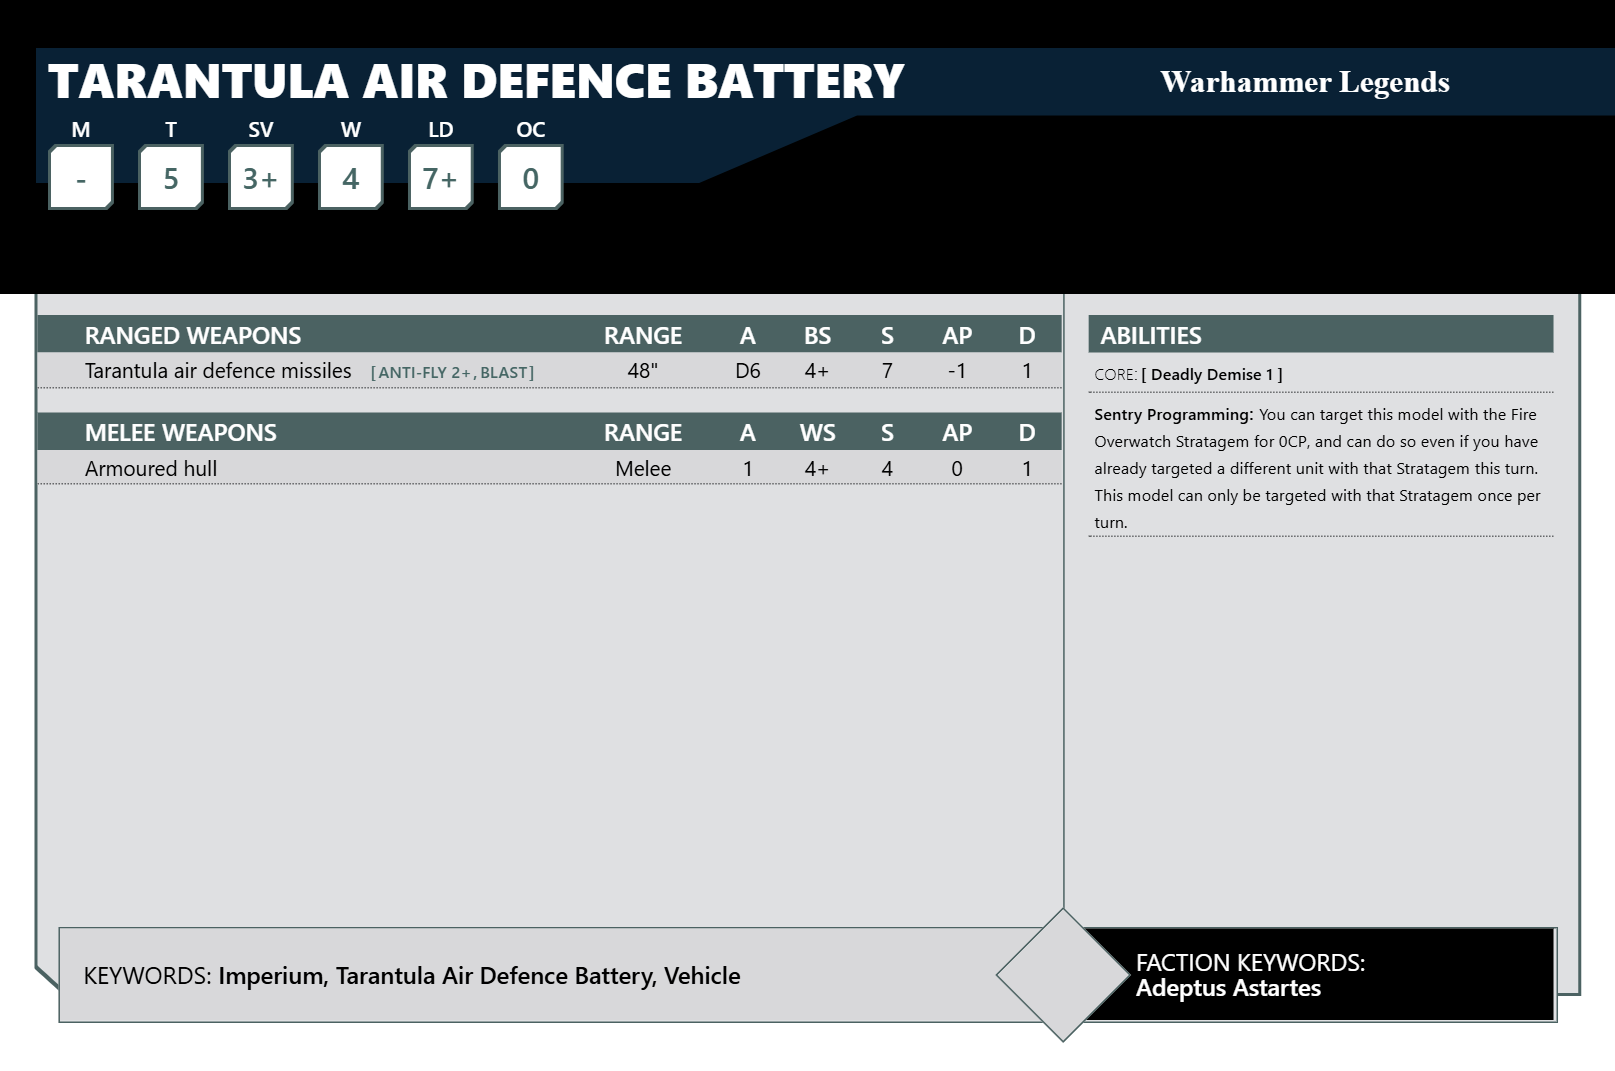 TARANTULA AIR DEFENCE BATTERY Warhammer Legends
M T SV W LD OC
- 5 3+ 4 7+ 0
RANGED WEAPONS RANGE A BS S AP D
Tarantula air defence missiles [ANTI-FLY 2+, BLAST] 48" D6 4+ 7 -1 1
MELEE WEAPONS RANGE A WS S AP D
Armoured hull Melee 1 4+ 4 0 1
ABILITIES
CORE: [ Deadly Demise 1 ]
Sentry Programming: You can target this model with the Fire
Overwatch Stratagem for 0CP, and can do so even if you have
already targeted a different unit with that Stratagem this turn.
This model can only be targeted with that Stratagem once per
turn.
KEYWORDS: Imperium, Tarantula Air Defence Battery, Vehicle
FACTION KEYWORDS:
Adeptus Astartes